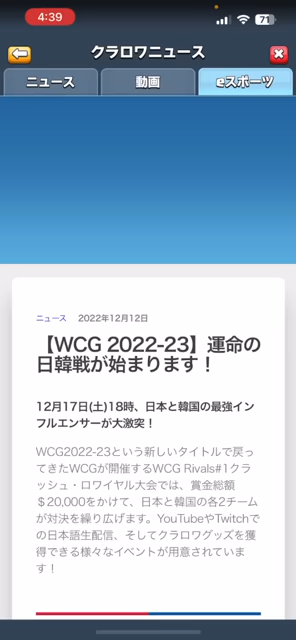 4:39
71
クラロワニュース
ニュース
動画
eスポーツ
ニュース 2022年12月12日
【WCG 2022-23】運命の
日韓戦が始まります！
12月17日(土)18時、日本と韓国の最強イン
フルエンサーが大激突！
WCG2022-23という新しいタイトルで戻っ
てきたWCGが開催するWCG Rivals#1クラ
ッシュ・ロワイヤル大会では、賞金総額
＄20,000をかけて、日本と韓国の各2チーム
が対決を繰り広げます。YouTubeやTwitchで
の日本語生配信、そしてクラロワグッズを獲
得できる様々なイベントが用意されていま
す！